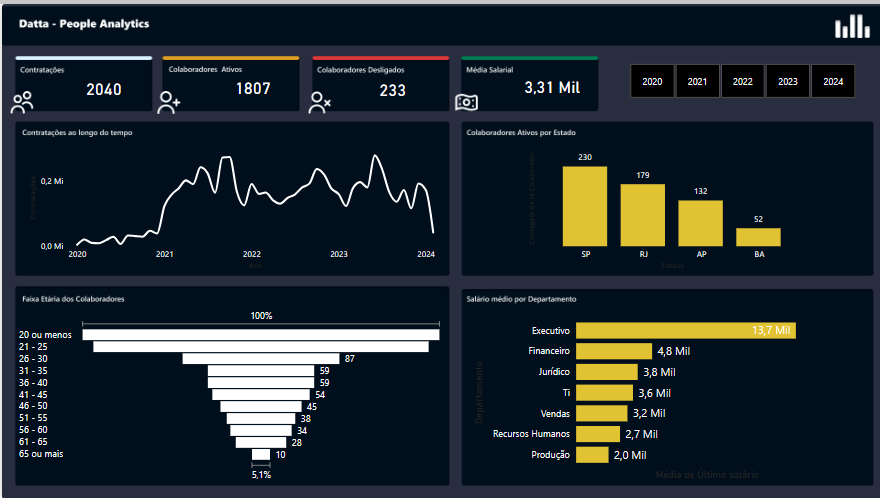 Datta - People Analytics
Contratações
2040
Colaboradores Ativos
1807
Colaboradores Desligados
233
Média Salarial
3,31 Mil
2020
2021
2022
2023
2024
Contratações ao longo do tempo
Contratações
0,2 Mi
0,0 Mi
2020
2021
2022
2023
2024
Ano
Colaboradores Ativos por Estado
230
179
132
52
SP
RJ
AP
BA
Estado
Faixa Etária dos Colaboradores
100%
20 ou menos
21 - 25
26 - 30
87
31 - 35
59
36 - 40
59
41 - 45
54
46 - 50
45
51 - 55
38
56 - 60
34
61 - 65
28
65 ou mais
10
5,1%
Salário médio por Departamento
Departamento
Executivo
13,7 Mil
Financeiro
4,8 Mil
Jurídico
3,8 Mil
Ti
3,6 Mil
Vendas
3,2 Mil
Recursos Humanos
2,7 Mil
Produção
2,0 Mil
Média de Último salário